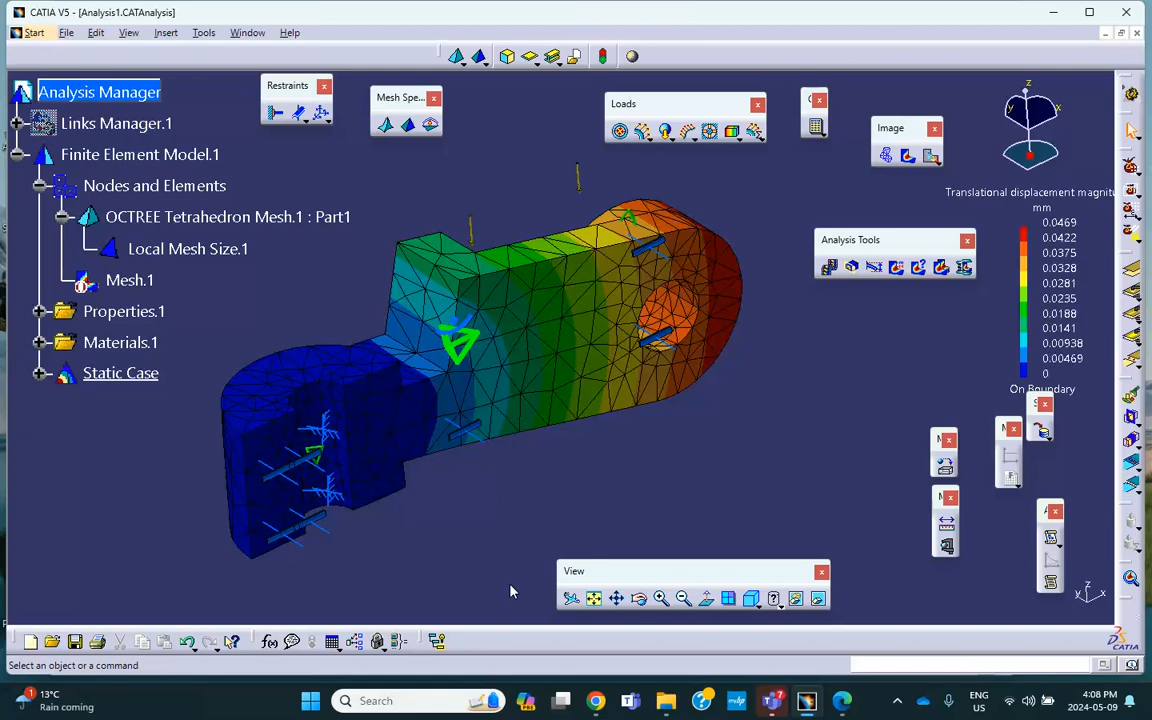 CATIA V5 - [Analysis1.CATAnalysis]
Start File Edit View Insert Tools Window Help
Analysis Manager
Links Manager.1
Finite Element Model.1
Nodes and Elements
OCTREE Tetrahedron Mesh.1 : Part1
Local Mesh Size.1
Mesh.1
Properties.1
Materials.1
Static Case
Restraints
Mesh Spe...
Loads
Image
z
y x
Translational displacement magnitu
mm
0.0469
0.0422
0.0375
0.0328
0.0281
0.0235
0.0188
0.0141
0.00938
0.00469
0
On Boundary
Analysis Tools
View
z
y x
Select an object or a command
13°C
Rain coming
Search
ENG
US
4:08 PM
2024-05-09